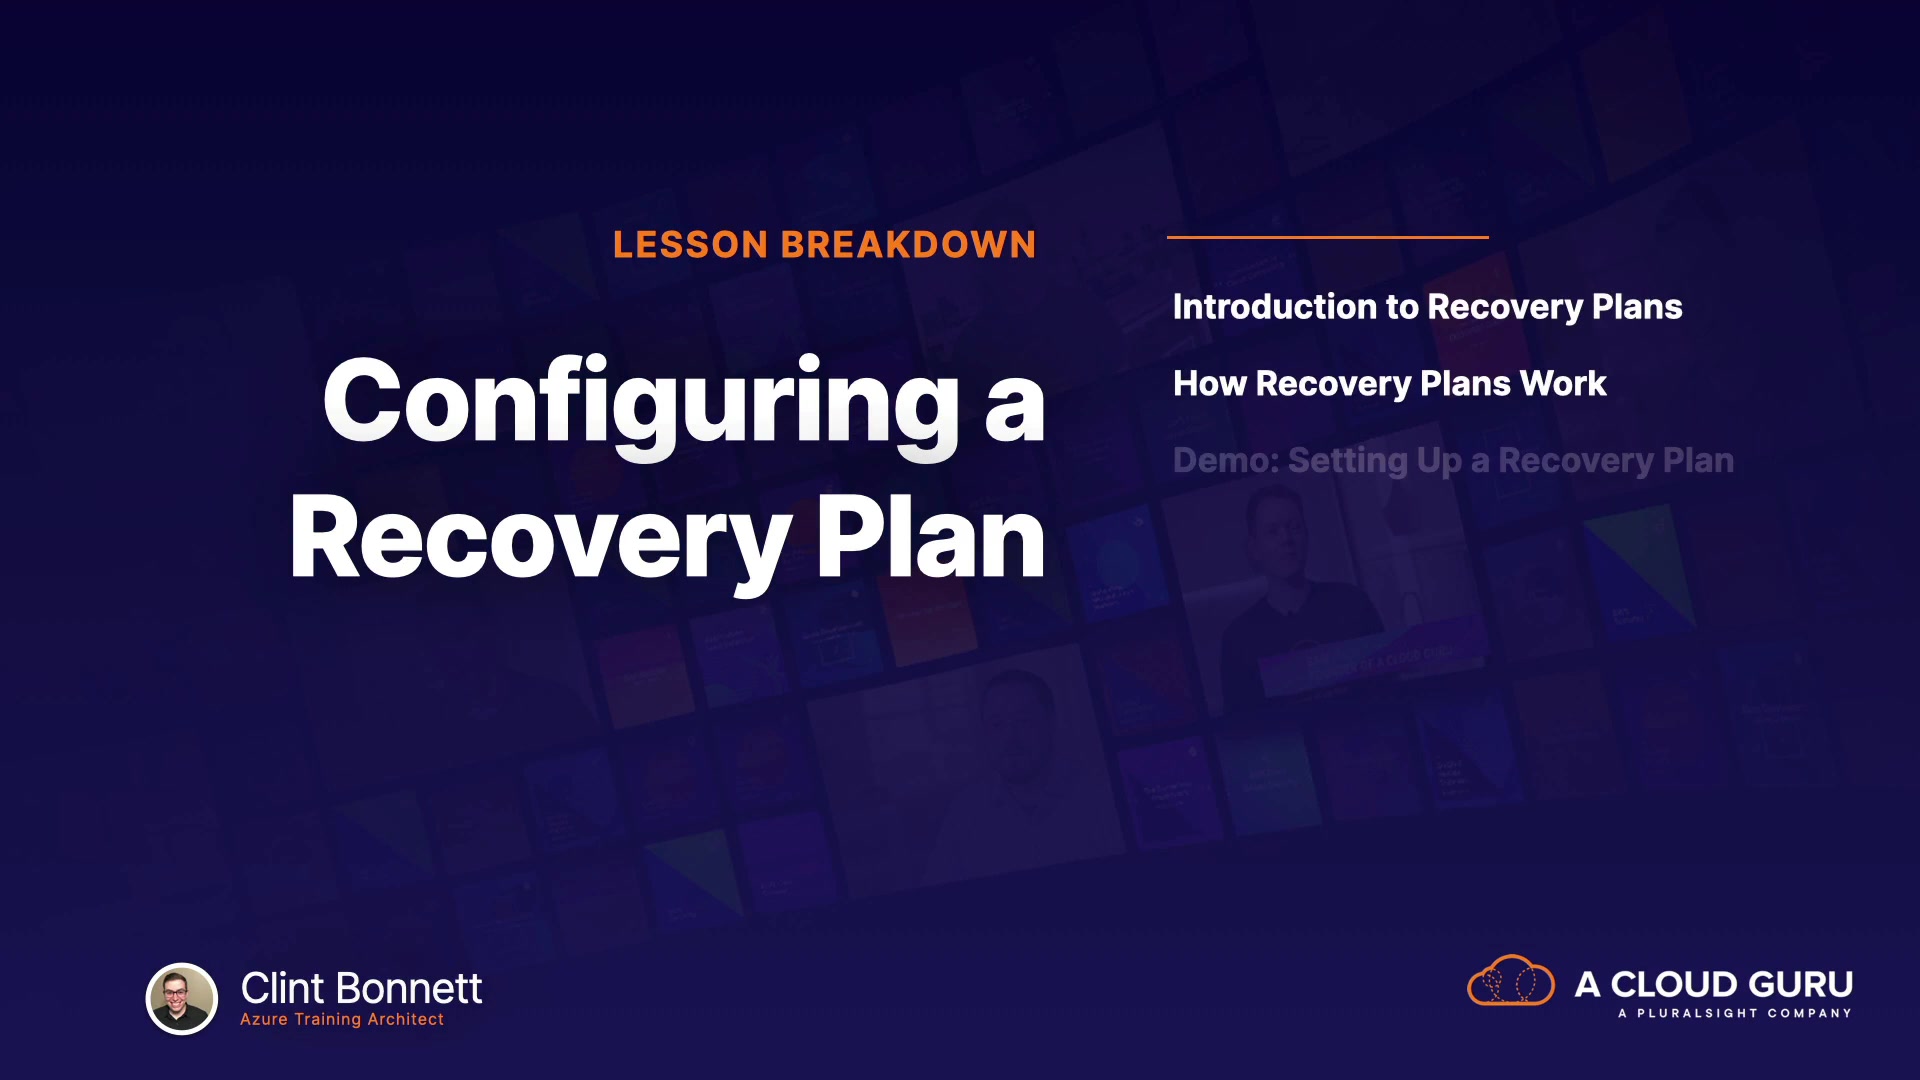 LESSON BREAKDOWN
Configuring a
Recovery Plan
Introduction to Recovery Plans
How Recovery Plans Work
Demo: Setting Up a Recovery Plan
Clint Bonnett
Azure Training Architect
A CLOUD GURU
A PLURALSIGHT COMPANY